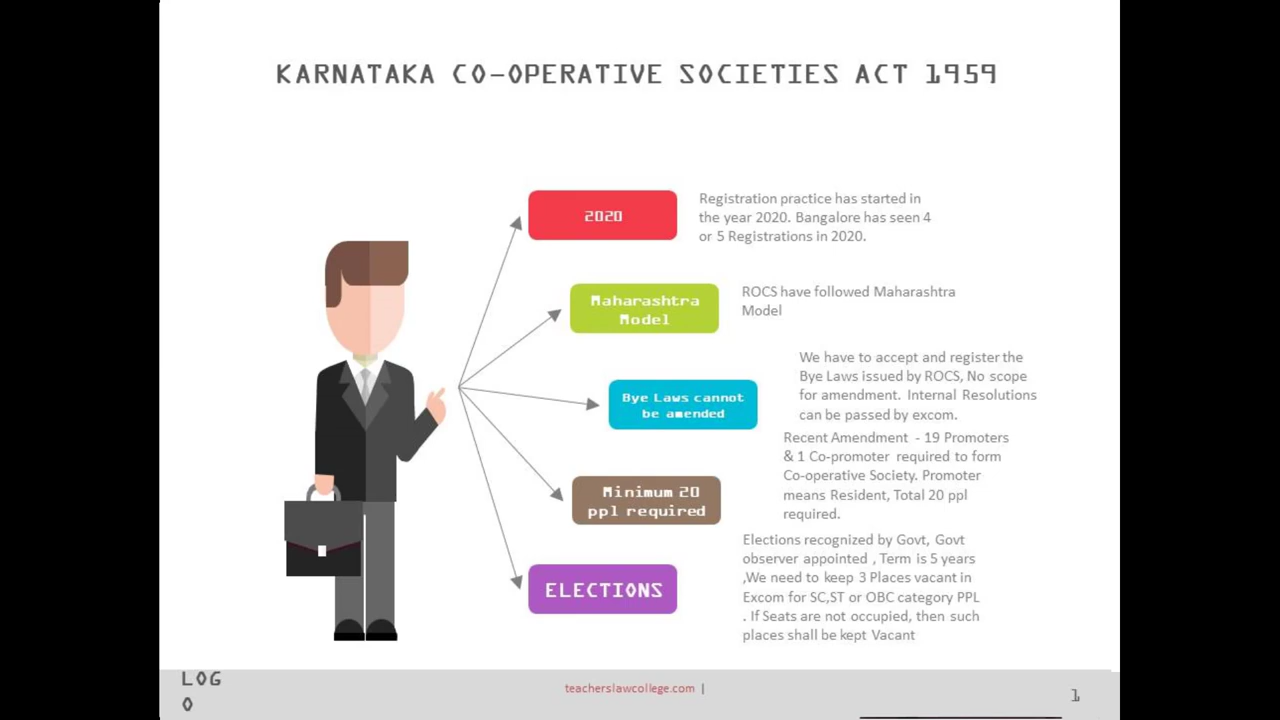 KARNATAKA CO-OPERATIVE SOCIETIES ACT 1959
2020
Registration practice has started in
the year 2020. Bangalore has seen 4
or 5 Registrations in 2020.
Maharashtra
Model
ROCS have followed Maharashtra
Model
Bye Laws cannot
be amended
We have to accept and register the
Bye Laws issued by ROCS, No scope
for amendment. Internal Resolutions
can be passed by excom.
Minimum 20
ppl required
Recent Amendment - 19 Promoters
& 1 Co-promoter required to form
Co-operative Society. Promoter
means Resident, Total 20 ppl
required.
ELECTIONS
Elections recognized by Govt, Govt
observer appointed , Term is 5 years
,We need to keep 3 Places vacant in
Excom for SC,ST or OBC category PPL
. If Seats are not occupied, then such
places shall be kept Vacant
LOG
O
teacherslawcollege.com |
1